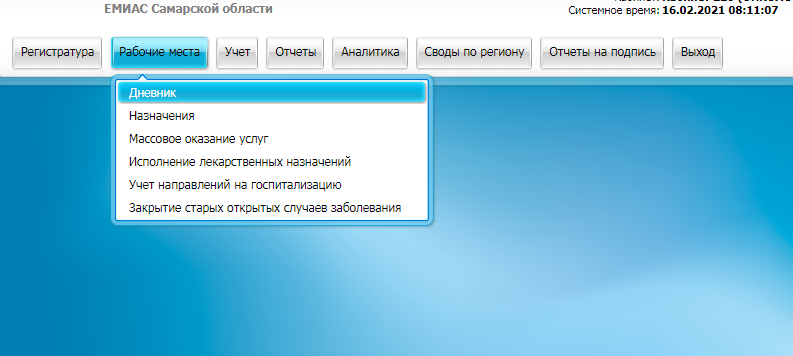 ЕМИАС Самарской области
Системное время: 16.02.2021 08:11:07
Регистратура Рабочие места Учет Отчеты Аналитика Своды по региону Отчеты на подпись Выход
Дневник
Назначения
Массовое оказание услуг
Исполнение лекарственных назначений
Учет направлений на госпитализацию
Закрытие старых открытых случаев заболевания